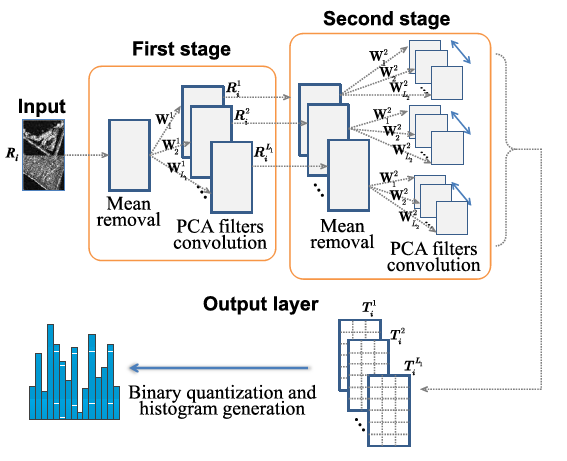 Second stage
First stage
Input
R_i
W_1^1
W_2^1
W_{L_1}^1
R_i^1
R_i^2
R_i^{L_1}
Mean
removal
PCA filters
convolution
W_1^2
W_2^2
W_{L_2}^2
W_1^2
W_2^2
W_{L_2}^2
W_1^2
W_2^2
W_{L_2}^2
Mean
removal
PCA filters
convolution
Output layer
T_i^1
T_i^2
T_i^{L_1}
Binary quantization and
histogram generation